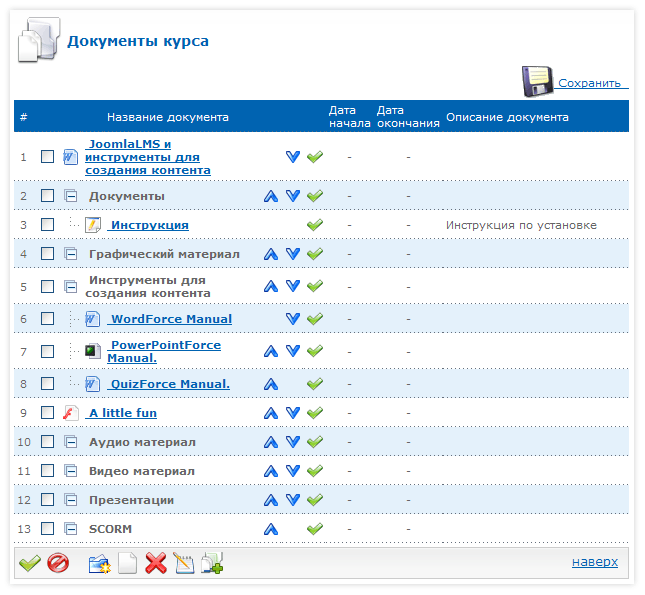 Документы курса
Сохранить
# Название документа Дата начала Дата окончания Описание документа
1 JoomlaLMS и
инструменты для
создания контента - -
2 Документы - -
3 Инструкция - - Инструкция по установке
4 Графический материал - -
5 Инструменты для
создания контента - -
6 WordForce Manual - -
7 PowerPointForce
Manual. - -
8 QuizForce Manual. - -
9 A little fun - -
10 Аудио материал - -
11 Видео материал - -
12 Презентации - -
13 SCORM - -
наверх